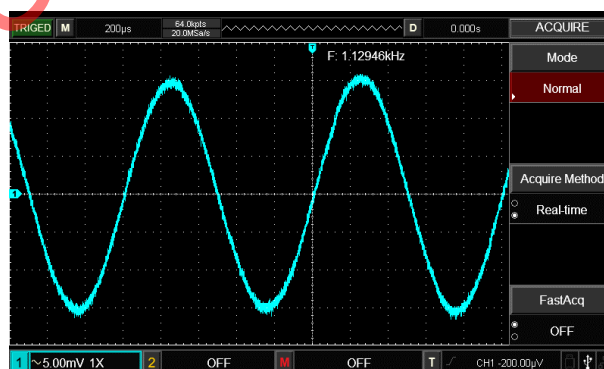 TRIGED M 200µs 64.0kpts D 0.000s ACQUIRE
20.0MSa/s
T
F: 1.12946kHz
Mode
Normal
1
Acquire Method
Real-time
FastAcq
OFF
1 ~5.00mV 1X 2 OFF M OFF T CH1 -200.00µV